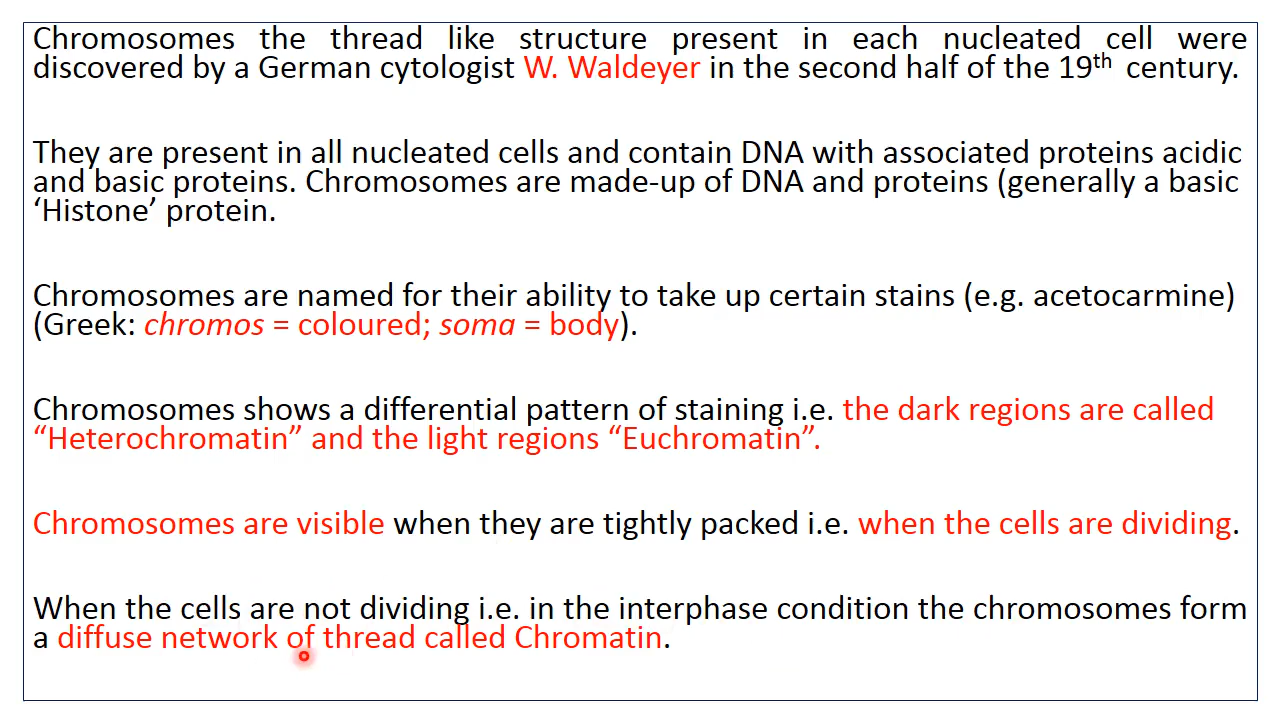 Chromosomes the thread like structure present in each nucleated cell were
discovered by a German cytologist W. Waldeyer in the second half of the 19th century.
They are present in all nucleated cells and contain DNA with associated proteins acidic
and basic proteins. Chromosomes are made-up of DNA and proteins (generally a basic
‘Histone’ protein.
Chromosomes are named for their ability to take up certain stains (e.g. acetocarmine)
(Greek: chromos = coloured; soma = body).
Chromosomes shows a differential pattern of staining i.e. the dark regions are called
“Heterochromatin” and the light regions “Euchromatin”.
Chromosomes are visible when they are tightly packed i.e. when the cells are dividing.
When the cells are not dividing i.e. in the interphase condition the chromosomes form
a diffuse network of thread called Chromatin.